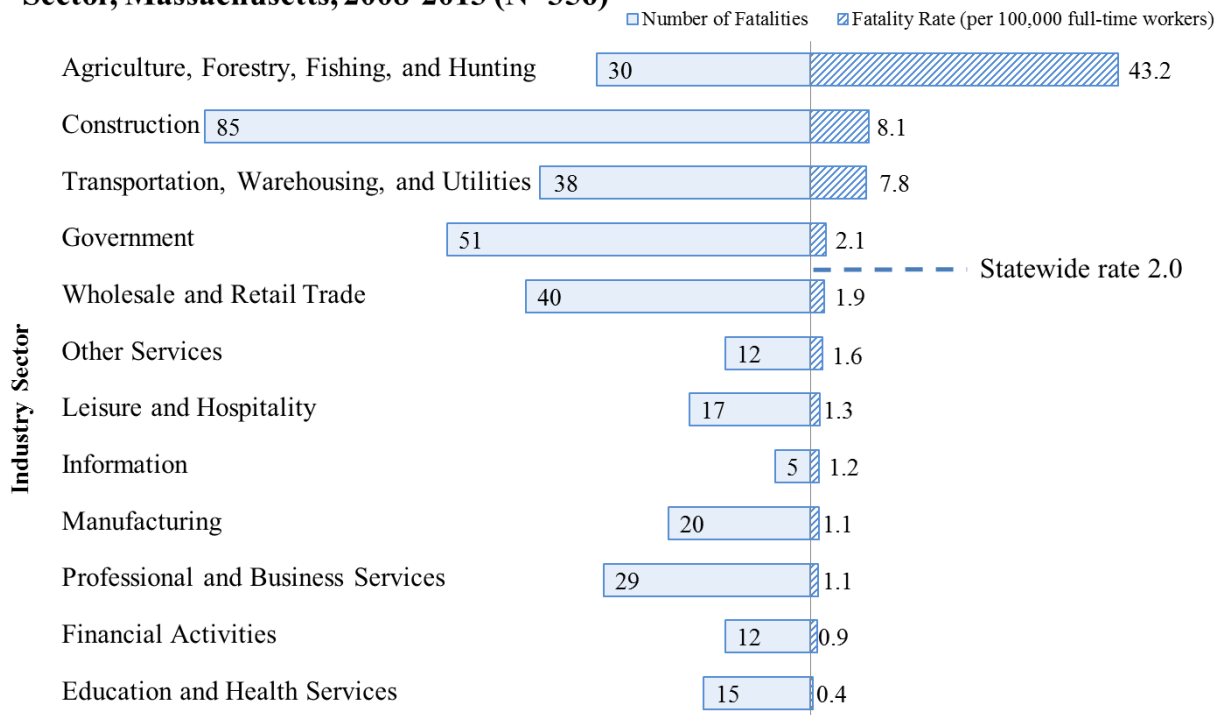 Number of Fatalities Fatality Rate (per 100,000 full-time workers)
Agriculture, Forestry, Fishing, and Hunting 30 43.2
Construction 85 8.1
Transportation, Warehousing, and Utilities 38 7.8
Government 51 2.1
Statewide rate 2.0
Wholesale and Retail Trade 40 1.9
Other Services 12 1.6
Leisure and Hospitality 17 1.3
Information 5 1.2
Manufacturing 20 1.1
Professional and Business Services 29 1.1
Financial Activities 12 0.9
Education and Health Services 15 0.4
Industry Sector